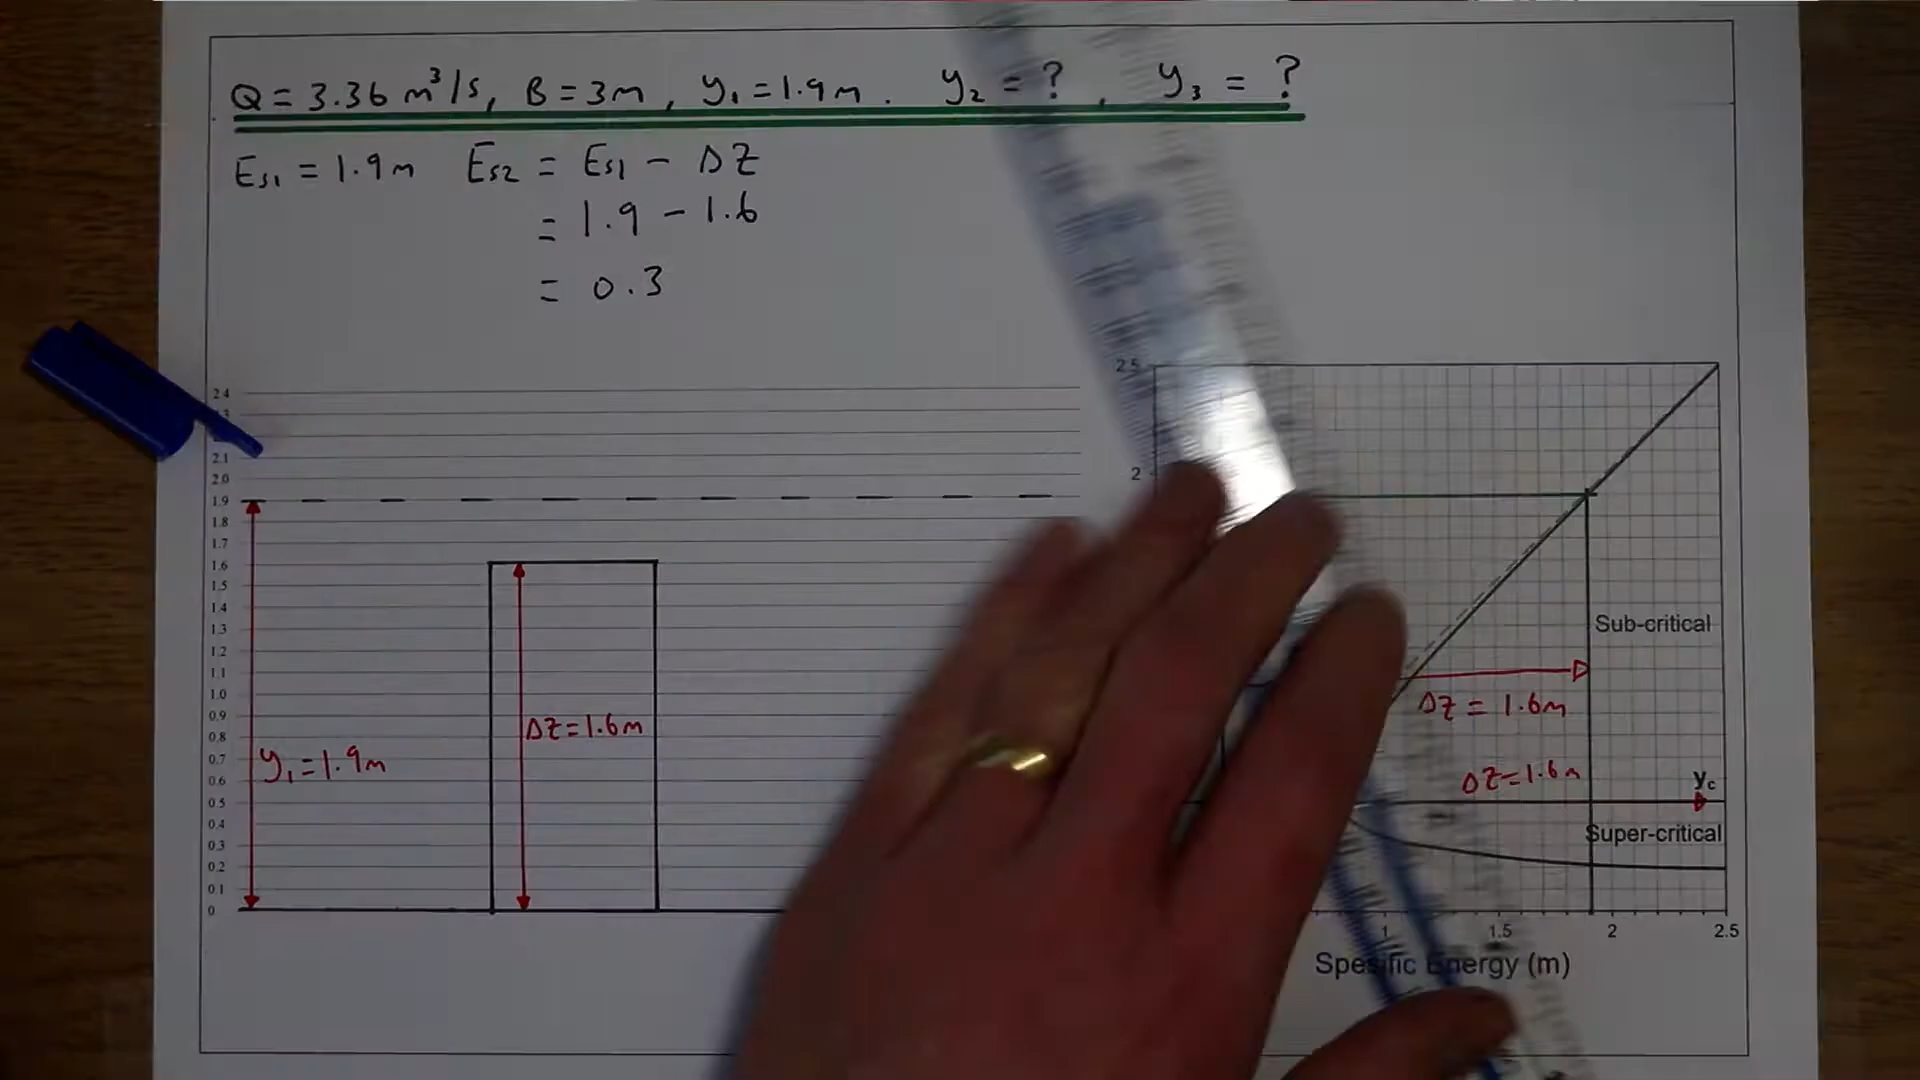 Q = 3.36 m³/s, B = 3m, y₁ = 1.9m. y₂ = ?, y₃ = ?
Es₁ = 1.9m Es2 = Es1 - ΔZ
= 1.9 - 1.6
= 0.3
2.4
2.1
2.0
1.9
1.8
1.7
1.6
1.5
1.4
1.3
1.2
1.1
1.0
0.9
0.8
0.7
0.6
0.5
0.4
0.3
0.2
0.1
0
y₁ = 1.9m
ΔZ = 1.6m
2.5
2
Sub-critical
ΔZ = 1.6m
ΔZ = 1.6m
yc
Super-critical
1 1.5 2 2.5
Spesific Energy (m)